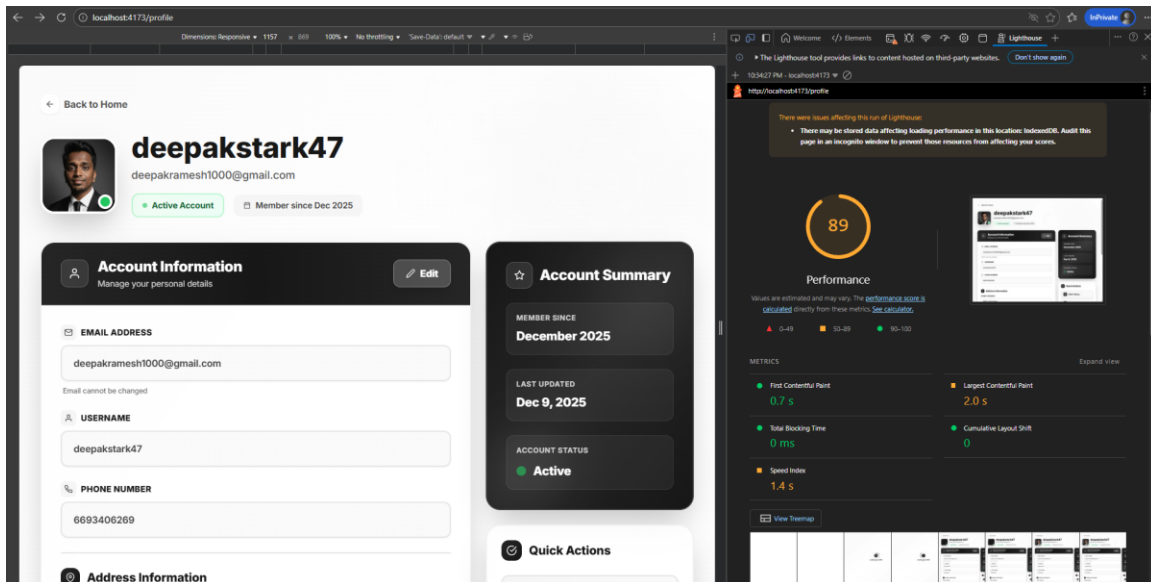 localhost:4173/profile
InPrivate
Dimensions: Responsive 1157 x 869 100% No throttling 'Save-Data': default
Welcome
Elements
Lighthouse
The Lighthouse tool provides links to content hosted on third-party websites. Don't show again
10:34:27 PM - localhost:4173
http://localhost:4173/profile
There were issues affecting this run of Lighthouse:
There may be stored data affecting loading performance in this location: IndexedDB. Audit this
page in an incognito window to prevent those resources from affecting your scores.
Back to Home
deepakstark47
deepakramesh1000@gmail.com
Active Account
Member since Dec 2025
Account Information
Manage your personal details
Edit
EMAIL ADDRESS
deepakramesh1000@gmail.com
Email cannot be changed
USERNAME
deepakstark47
PHONE NUMBER
6693406269
Address Information
Account Summary
MEMBER SINCE
December 2025
LAST UPDATED
Dec 9, 2025
ACCOUNT STATUS
Active
Quick Actions
89
Performance
Values are estimated and may vary. The performance score is
calculated directly from these metrics. See calculator.
0–49
50–89
90–100
METRICS
Expand view
First Contentful Paint
0.7 s
Largest Contentful Paint
2.0 s
Total Blocking Time
0 ms
Cumulative Layout Shift
0
Speed Index
1.4 s
View Treemap